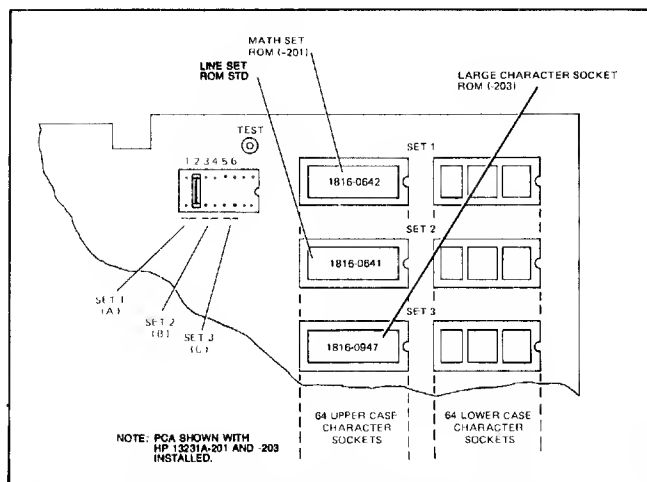 MATH SET
ROM (-201)
LINE SET
ROM STD
LARGE CHARACTER SOCKET
ROM (-203)
TEST
SET 1
1 2 3 4 5 6
1816-0642
SET 2
1816-0641
SET 1
(A)
SET 2
(B)
SET 3
(C)
SET 3
1816-0947
64 UPPER CASE
CHARACTER
SOCKETS
64 LOWER CASE
CHARACTER
SOCKETS
NOTE: PCA SHOWN WITH
HP 13231A-201 AND -203
INSTALLED.